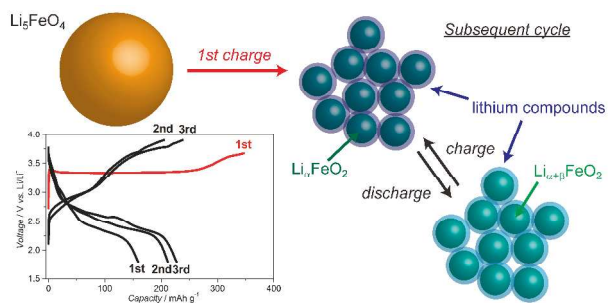 Li₅FeO₄
1st charge
Subsequent cycle
lithium compounds
LiαFeO₂
charge
discharge
Liα+βFeO₂
4.0
3.5
3.0
2.5
2.0
1.5
Voltage / V vs. Li/Li⁺
2nd 3rd
1st
1st 2nd 3rd
0 100 200 300 400
Capacity / mAh g⁻¹